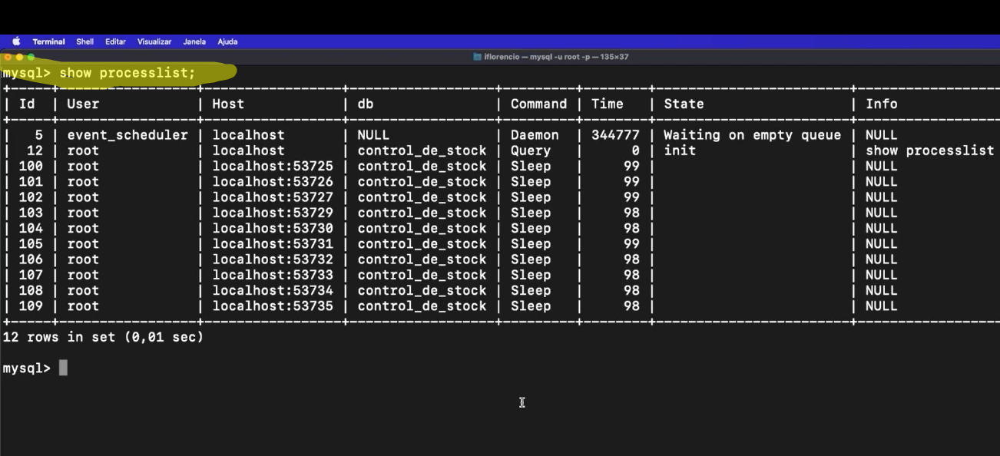 Terminal Shell Editar Visualizar Janela Ajuda
iflorencio — mysql -u root -p — 135×37
mysql> show processlist;
+------+-----------------+-----------------+------------------+---------+--------+------------------------+------------------
| Id | User | Host | db | Command | Time | State | Info
+------+-----------------+-----------------+------------------+---------+--------+------------------------+------------------
| 5 | event_scheduler | localhost | NULL | Daemon | 344777 | Waiting on empty queue | NULL
| 12 | root | localhost | control_de_stock | Query | 0 | init | show processlist
| 100 | root | localhost:53725 | control_de_stock | Sleep | 99 | | NULL
| 101 | root | localhost:53726 | control_de_stock | Sleep | 99 | | NULL
| 102 | root | localhost:53727 | control_de_stock | Sleep | 99 | | NULL
| 103 | root | localhost:53729 | control_de_stock | Sleep | 98 | | NULL
| 104 | root | localhost:53730 | control_de_stock | Sleep | 98 | | NULL
| 105 | root | localhost:53731 | control_de_stock | Sleep | 99 | | NULL
| 106 | root | localhost:53732 | control_de_stock | Sleep | 98 | | NULL
| 107 | root | localhost:53733 | control_de_stock | Sleep | 98 | | NULL
| 108 | root | localhost:53734 | control_de_stock | Sleep | 98 | | NULL
| 109 | root | localhost:53735 | control_de_stock | Sleep | 98 | | NULL
+------+-----------------+-----------------+------------------+---------+--------+------------------------+------------------
12 rows in set (0,01 sec)
mysql>